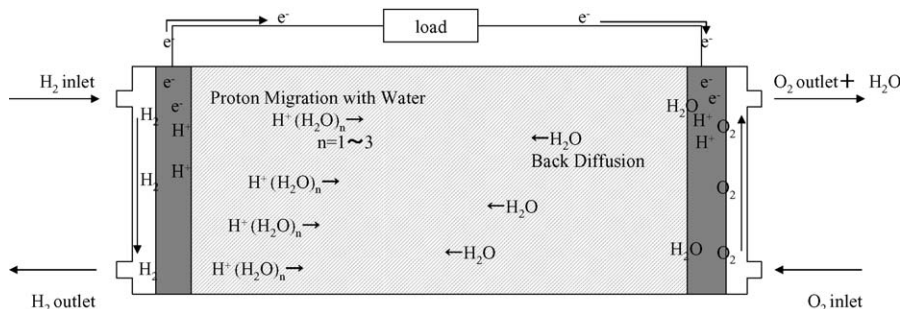 e⁻ e⁻
load
e⁻ e⁻
H₂ inlet
O₂ outlet+ H₂O
e⁻ e⁻
e⁻ e⁻
Proton Migration with Water
H₂O
H₂
H⁺(H₂O)ₙ→
H⁺
O₂
H⁺
n=1~3
←H₂O
H⁺
Back Diffusion
H₂
H⁺
H⁺(H₂O)ₙ→
O₂
←H₂O
H⁺(H₂O)ₙ→
←H₂O
H₂O
O₂
H₂
H⁺(H₂O)ₙ→
H₂ outlet
O₂ inlet